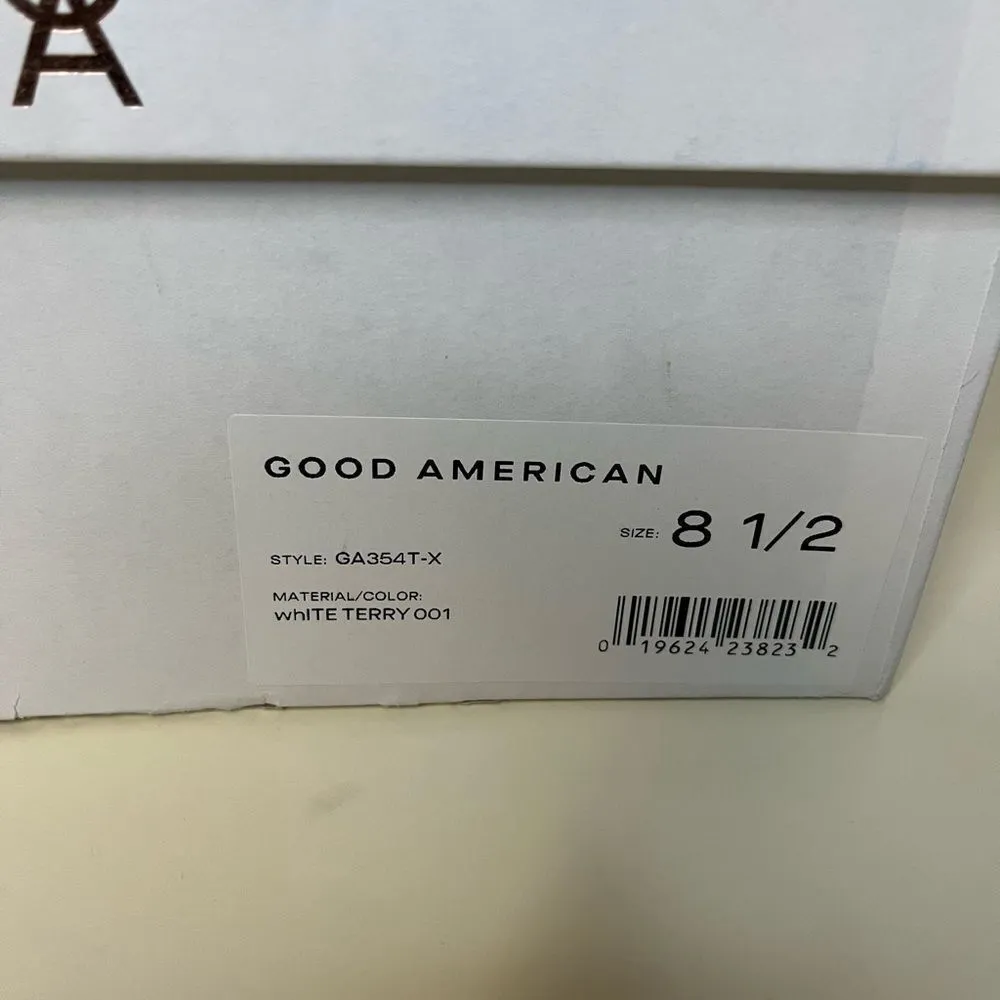 GOOD AMERICAN
SIZE: 8 1/2
STYLE: GA354T-X
MATERIAL/COLOR:
whITE TERRY 001
0 19624 23823 2